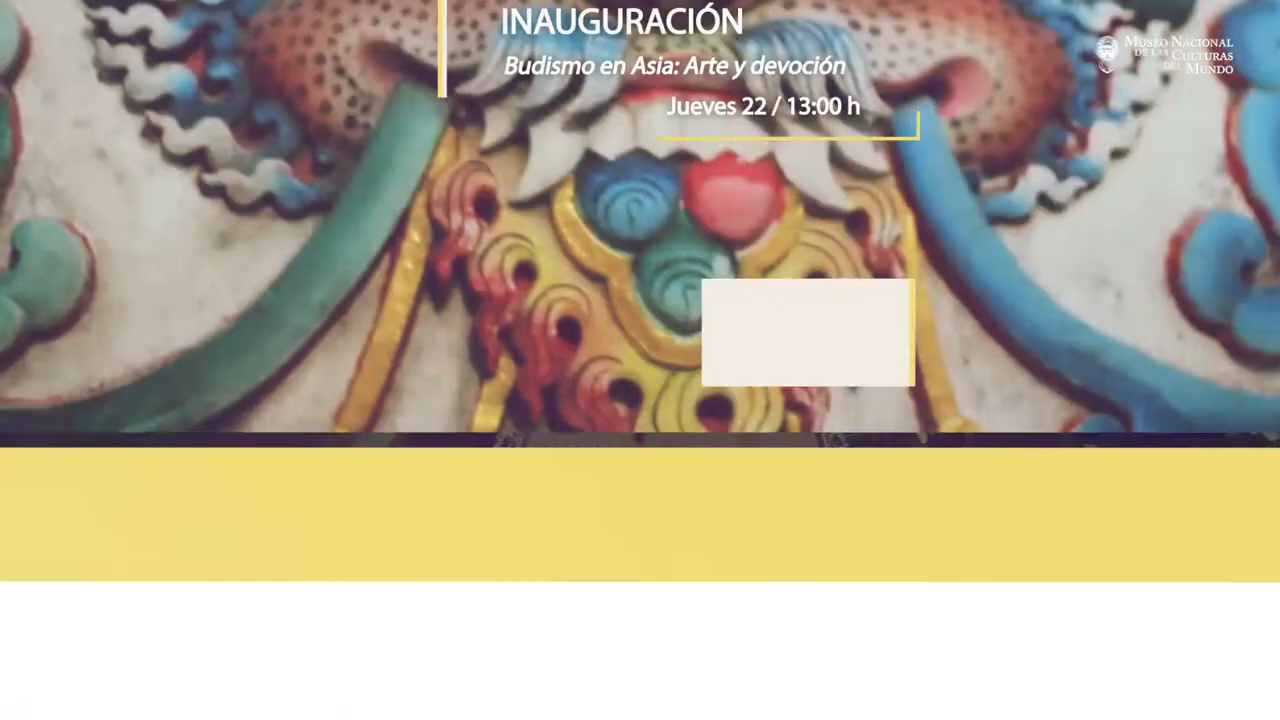 INAUGURACIÓN
Budismo en Asia: Arte y devoción
Jueves 22 / 13:00 h
MUSEO NACIONAL
DE LAS CULTURAS
DEL MUNDO